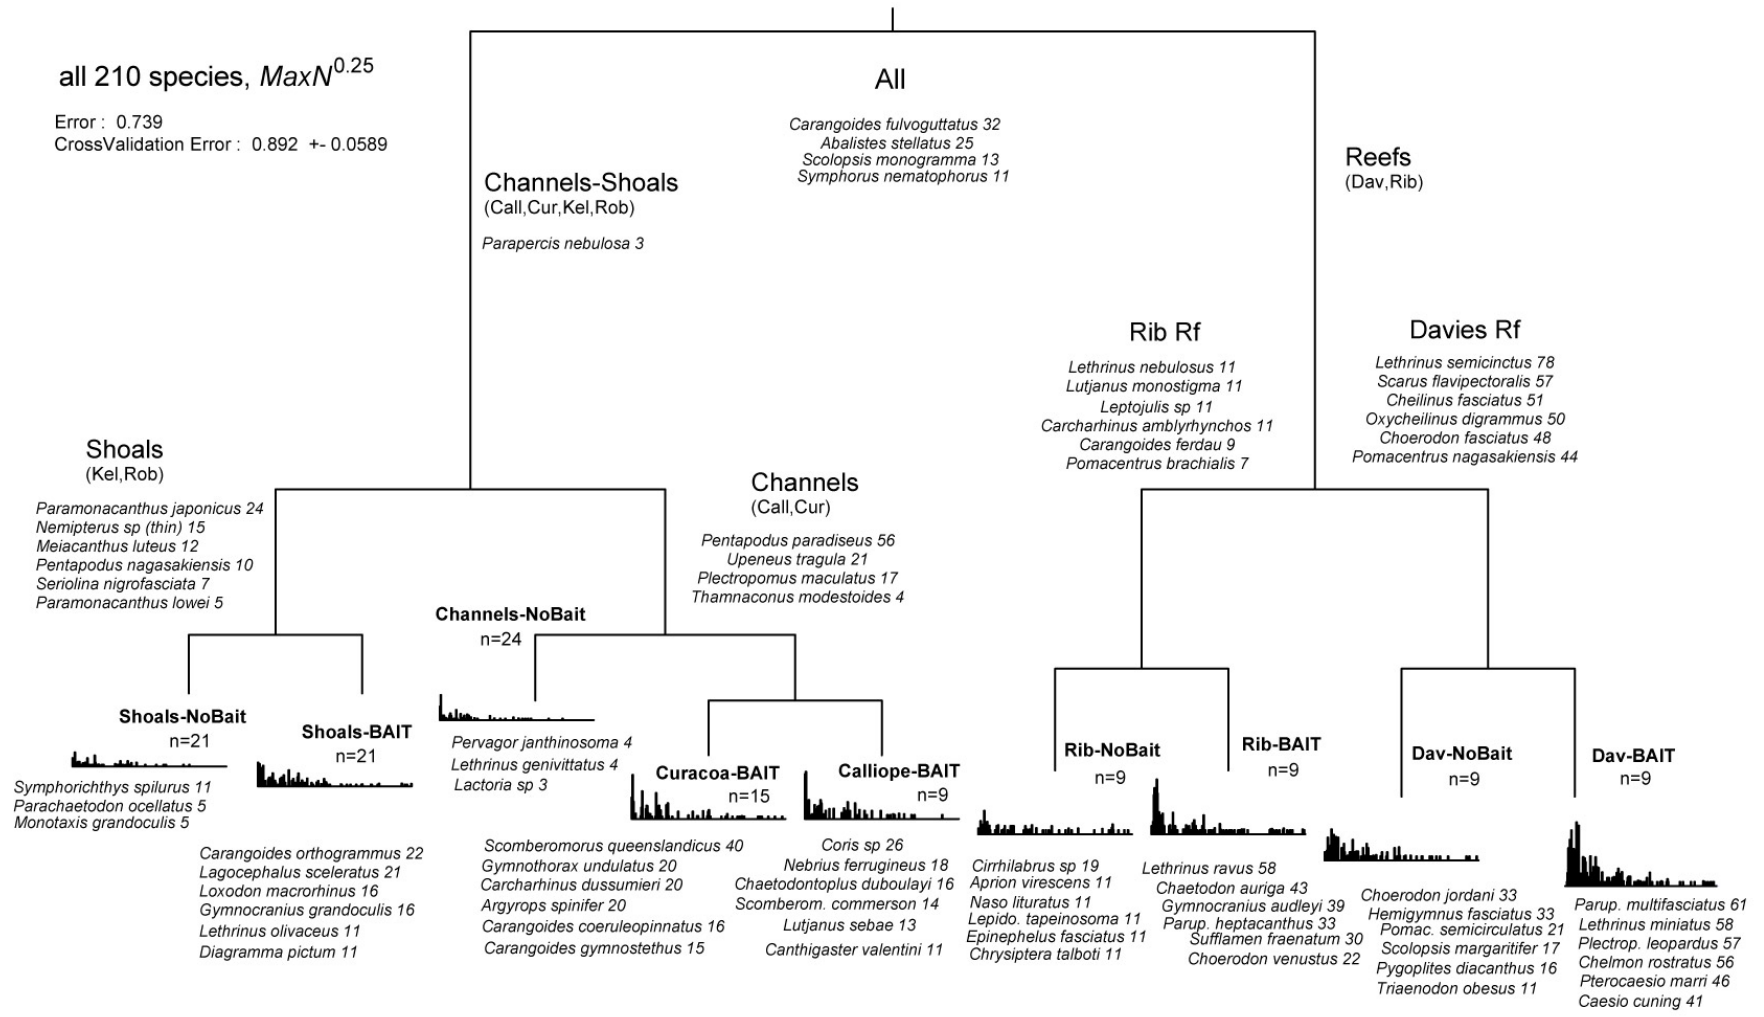 all 210 species, MaxN^0.25
Error : 0.739
CrossValidation Error : 0.892 +- 0.0589
All
Carangoides fulvoguttatus 32
Abalistes stellatus 25
Scolopsis monogramma 13
Symphorus nematophorus 11
Channels-Shoals
(Call,Cur,Kel,Rob)
Parapercis nebulosa 3
Reefs
(Dav,Rib)
Rib Rf
Lethrinus nebulosus 11
Lutjanus monostigma 11
Leptojulis sp 11
Carcharhinus amblyrhynchos 11
Carangoides ferdau 9
Pomacentrus brachialis 7
Davies Rf
Lethrinus semicinctus 78
Scarus flavipectoralis 57
Cheilinus fasciatus 51
Oxycheilinus digrammus 50
Choerodon fasciatus 48
Pomacentrus nagasakiensis 44
Shoals
(Kel,Rob)
Paramonacanthus japonicus 24
Nemipterus sp (thin) 15
Meiacanthus luteus 12
Pentapodus nagasakiensis 10
Seriolina nigrofasciata 7
Paramonacanthus lowei 5
Channels
(Call,Cur)
Pentapodus paradiseus 56
Upeneus tragula 21
Plectropomus maculatus 17
Thamnaconus modestoides 4
Shoals-NoBait
n=21
Symphorichthys spilurus 11
Parachaetodon ocellatus 5
Monotaxis grandoculis 5
Shoals-BAIT
n=21
Carangoides orthogrammus 22
Lagocephalus sceleratus 21
Loxodon macrorhinus 16
Gymnocranius grandoculis 16
Lethrinus olivaceus 11
Diagramma pictum 11
Channels-NoBait
n=24
Pervagor janthinosoma 4
Lethrinus genivittatus 4
Lactoria sp 3
Curacoa-BAIT
n=15
Scomberomorus queenslandicus 40
Gymnothorax undulatus 20
Carcharhinus dussumieri 20
Argyrops spinifer 20
Carangoides coeruleopinnatus 16
Carangoides gymnostethus 15
Calliope-BAIT
n=9
Coris sp 26
Nebrius ferrugineus 18
Chaetodontoplus duboulayi 16
Scomberom. commerson 14
Lutjanus sebae 13
Canthigaster valentini 11
Rib-NoBait
n=9
Cirrhilabrus sp 19
Aprion virescens 11
Naso lituratus 11
Lepido. tapeinosoma 11
Epinephelus fasciatus 11
Chrysiptera talboti 11
Rib-BAIT
n=9
Lethrinus ravus 58
Chaetodon auriga 43
Gymnocranius audleyi 39
Parup. heptacanthus 33
Sufflamen fraenatum 30
Choerodon venustus 22
Dav-NoBait
n=9
Choerodon jordani 33
Hemigymnus fasciatus 33
Pomac. semicirculatus 21
Scolopsis margaritifer 17
Pygoplites diacanthus 16
Triaenodon obesus 11
Dav-BAIT
n=9
Parup. multifasciatus 61
Lethrinus miniatus 58
Plectrop. leopardus 57
Chelmon rostratus 56
Pterocaesio marri 46
Caesio cuning 41